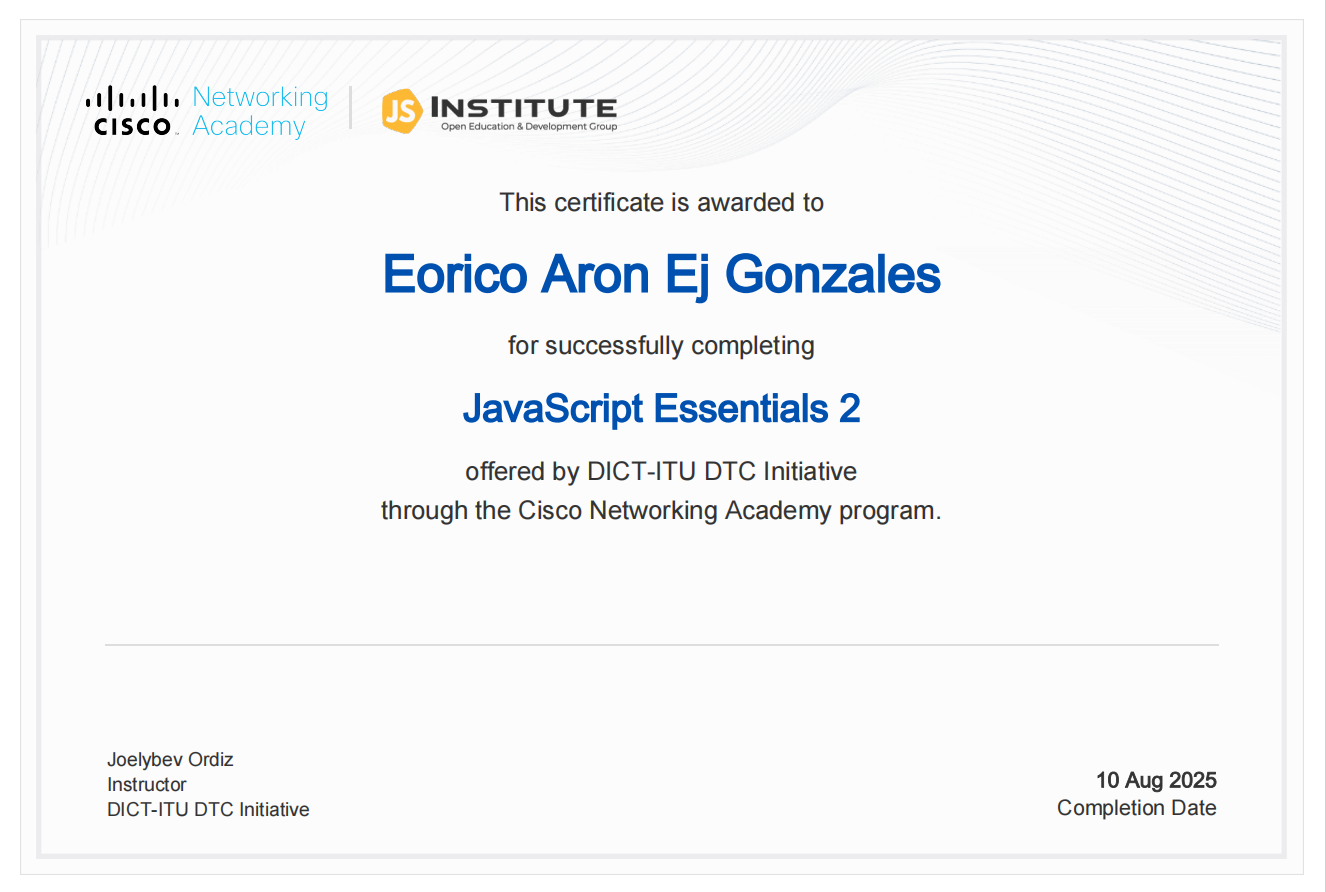 CISCO
Networking
Academy
JS INSTITUTE
Open Education & Development Group
This certificate is awarded to
Eorico Aron Ej Gonzales
for successfully completing
JavaScript Essentials 2
offered by DICT-ITU DTC Initiative
through the Cisco Networking Academy program.
Joelybev Ordiz
Instructor
DICT-ITU DTC Initiative
10 Aug 2025
Completion Date